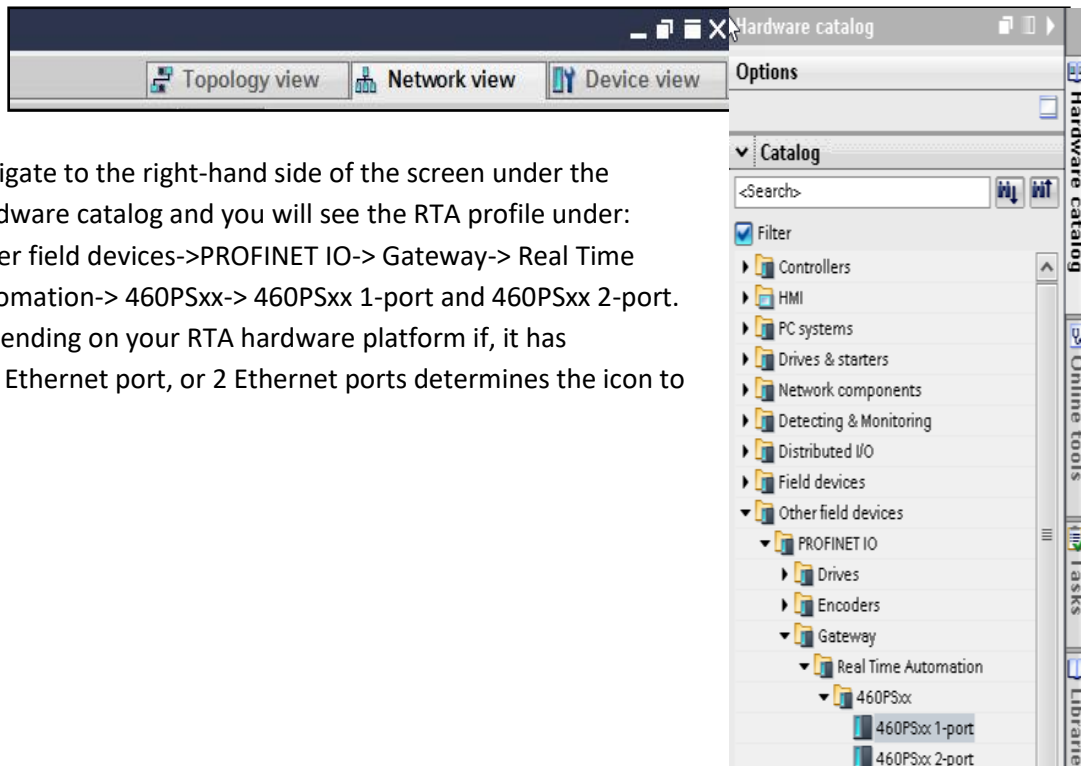 Hardware catalog
Topology view
Network view
Device view
Options
Catalog
<Search>
Filter
Controllers
HMI
PC systems
Drives & starters
Network components
Detecting & Monitoring
Distributed I/O
Field devices
Other field devices
PROFINET IO
Drives
Encoders
Gateway
Real Time Automation
460PSxx
460PSxx 1-port
460PSxx 2-port
Hardware catalog
Online tools
Tasks
Librarie
igate to the right-hand side of the screen under the
dware catalog and you will see the RTA profile under:
er field devices->PROFINET IO-> Gateway-> Real Time
omation-> 460PSxx-> 460PSxx 1-port and 460PSxx 2-port.
ending on your RTA hardware platform if, it has
Ethernet port, or 2 Ethernet ports determines the icon to